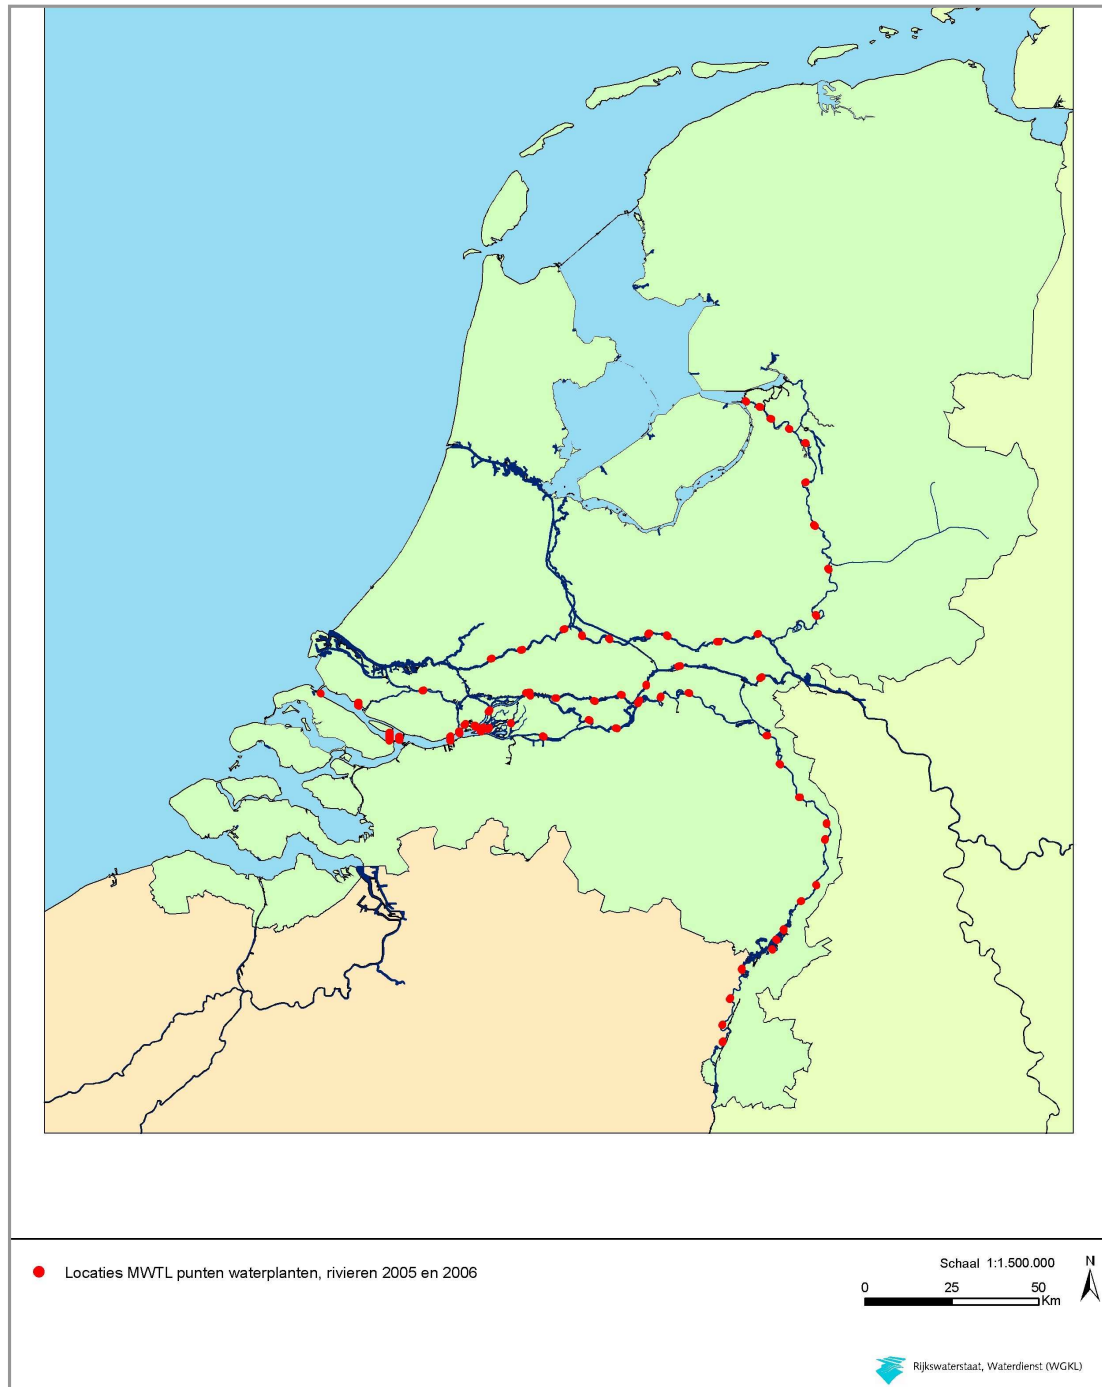 Locaties MWTL punten waterplanten, rivieren 2005 en 2006
Schaal 1:1.500.000
N
0 25 50
Km
Rijkswaterstaat, Waterdienst (WGKL)